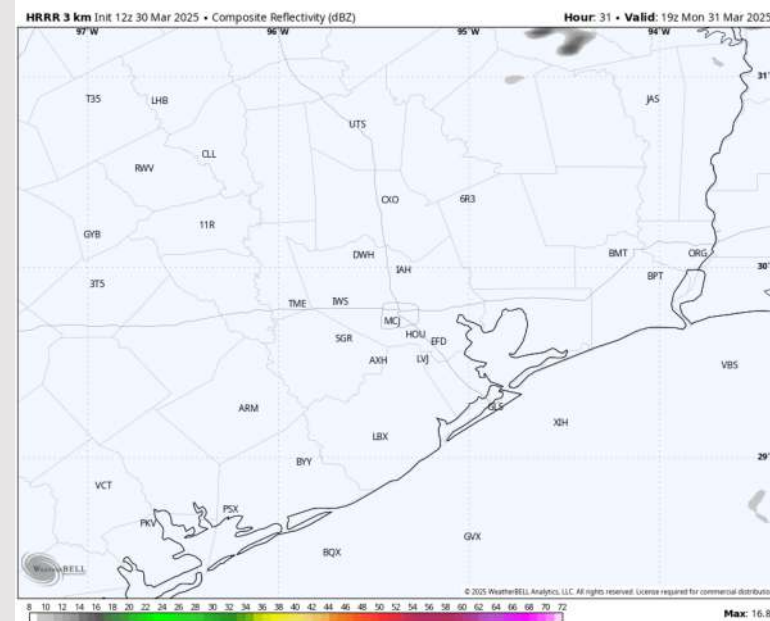 HRRR 3 km Init 12z 30 Mar 2025 • Composite Reflectivity (dBZ)
Hour: 31 • Valid: 19z Mon 31 Mar 2025
97°W 96°W 95°W 94°W
31°
T35 LHB JAS
UTS
CLL
RWV
CXO 6R3
11R
GYB
DWH BMT ORG
IAH 30°
BPT
3T5
TME IWS
MCJ
SGR HOU EFD
AXH LVJ
VBS
ARM GLS
XIH
LBX
BYY 29°
VCT
PSX
PKV
GVX
BQX
WeatherBELL
© 2025 WeatherBELL Analytics, LLC. All rights reserved. License required for commercial distributio
8 10 12 14 16 18 20 22 24 26 28 30 32 34 36 38 40 42 44 46 48 50 52 54 56 58 60 62 64 66 68 70 72
Max: 16.8